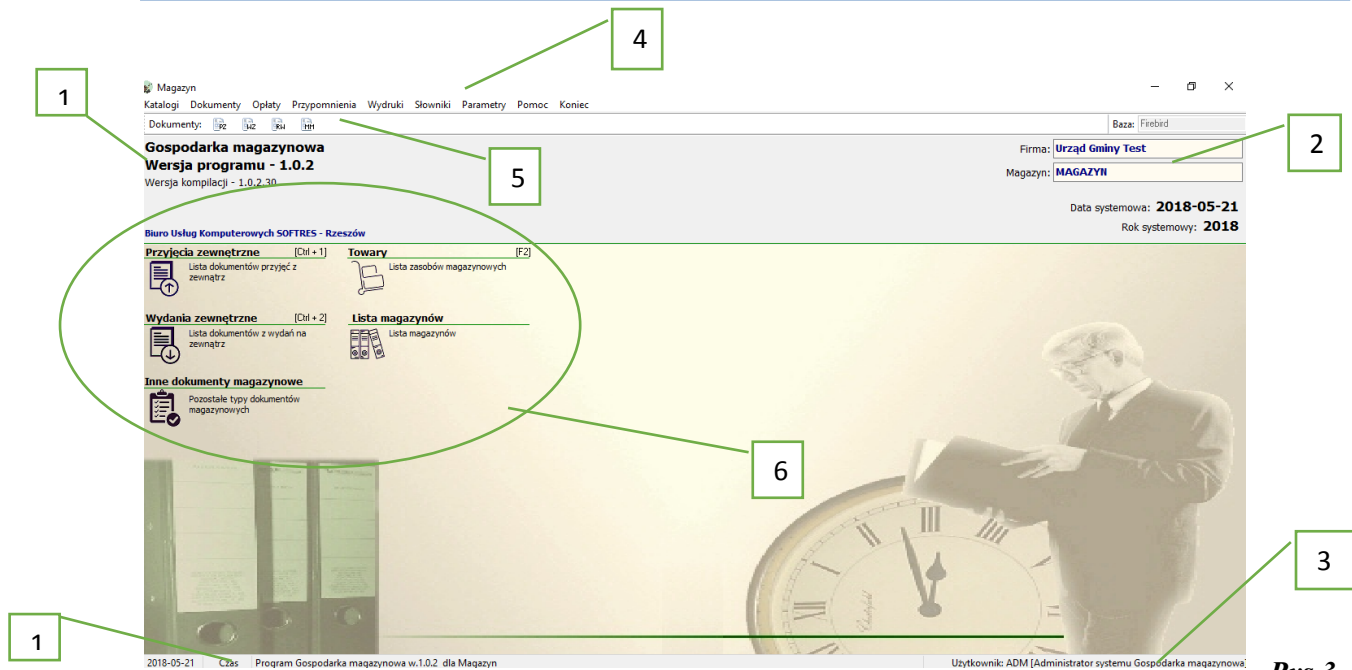 4
1
Magazyn
Katalogi Dokumenty Opłaty Przypomnienia Wydruki Słowniki Parametry Pomoc Koniec
Dokumenty: PZ WZ RW MM
Baza: Firebird
Gospodarka magazynowa
Wersja programu - 1.0.2
Wersja kompilacji - 1.0.2.30
Firma: Urząd Gminy Test
Magazyn: MAGAZYN
2
5
Data systemowa: 2018-05-21
Rok systemowy: 2018
Biuro Usług Komputerowych SOFTRES - Rzeszów
Przyjęcia zewnętrzne [Ctrl + 1]
Lista dokumentów przyjęć z
zewnątrz
Towary [F2]
Lista zasobów magazynowych
Wydania zewnętrzne [Ctrl + 2]
Lista dokumentów z wydań na
zewnątrz
Lista magazynów
Lista magazynów
Inne dokumenty magazynowe
Pozostałe typy dokumentów
magazynowych
6
3
1
2018-05-21 Czas Program Gospodarka magazynowa w.1.0.2 dla Magazyn
Użytkownik: ADM [Administrator systemu Gospodarka magazynowa]